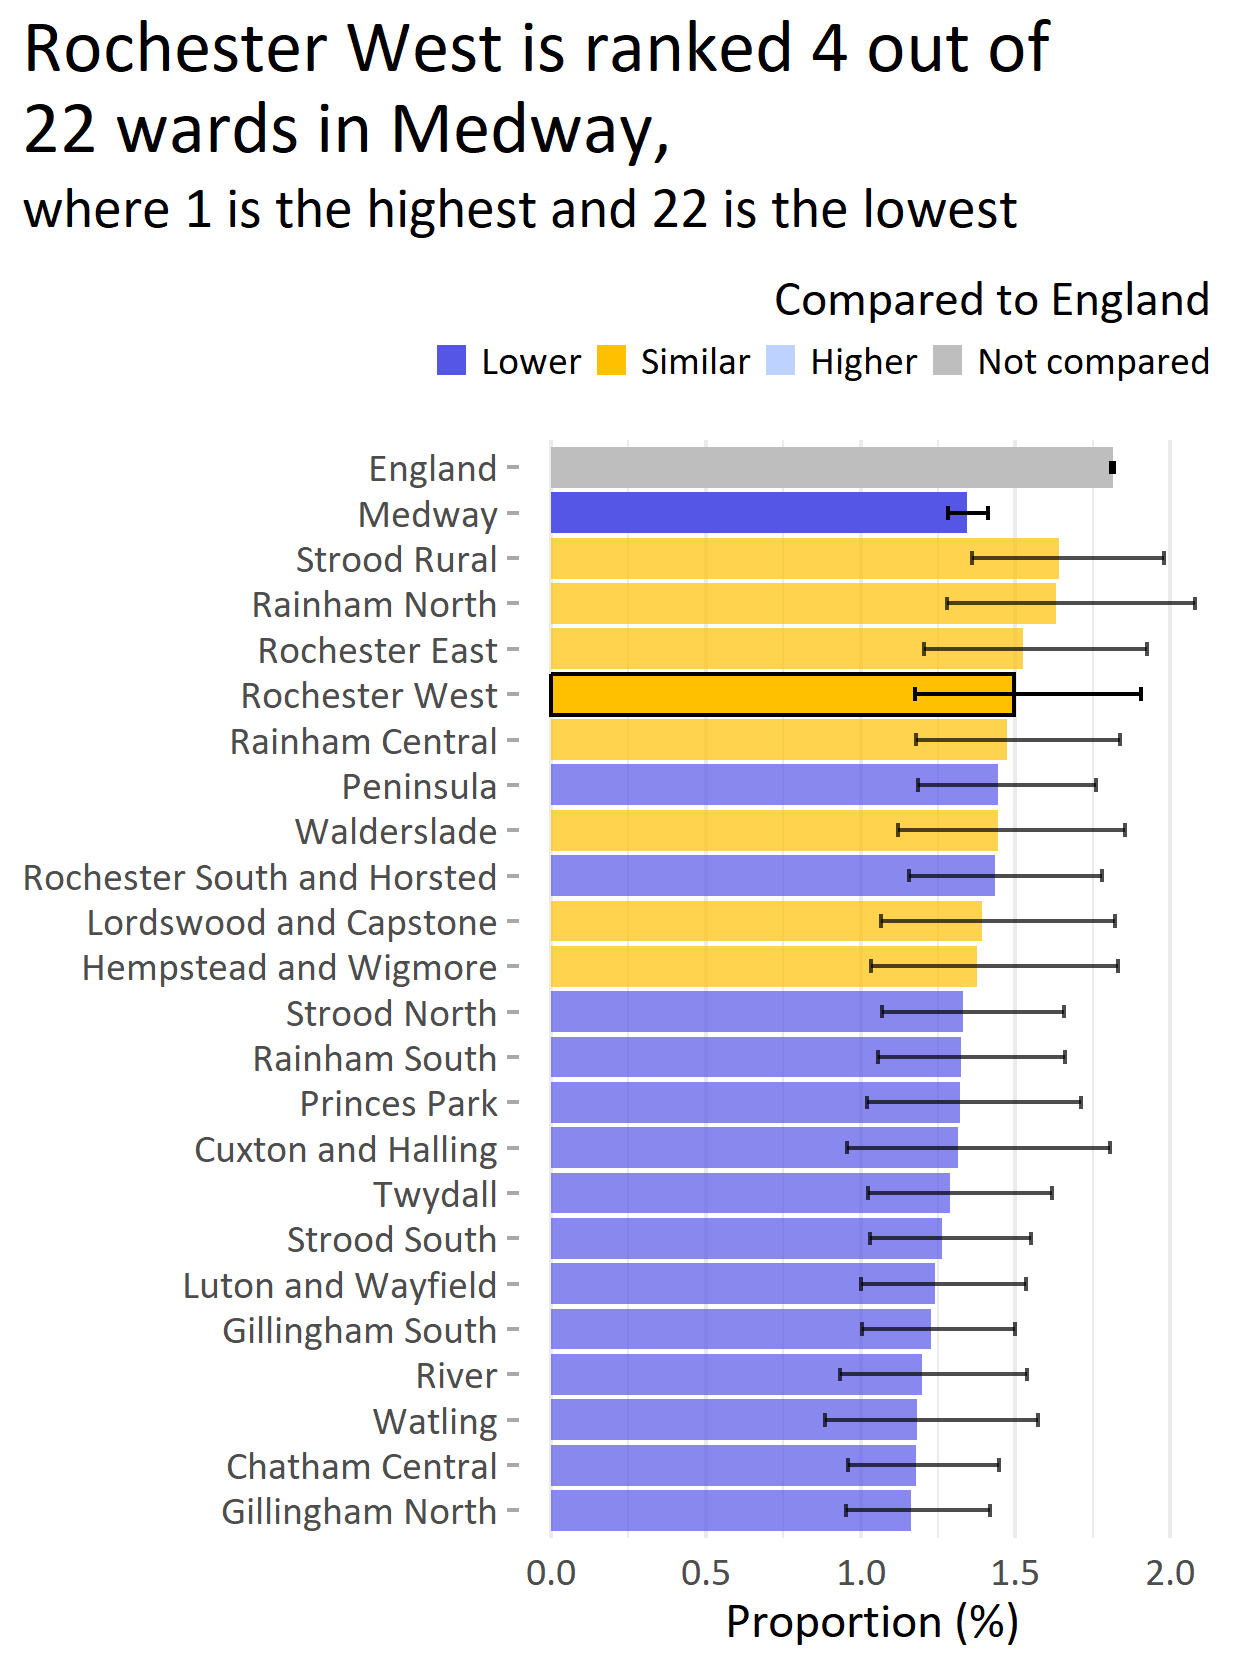 Rochester West is ranked 4 out of
22 wards in Medway,
where 1 is the highest and 22 is the lowest
Compared to England
Lower Similar Higher Not compared
England
Medway
Strood Rural
Rainham North
Rochester East
Rochester West
Rainham Central
Peninsula
Walderslade
Rochester South and Horsted
Lordswood and Capstone
Hempstead and Wigmore
Strood North
Rainham South
Princes Park
Cuxton and Halling
Twydall
Strood South
Luton and Wayfield
Gillingham South
River
Watling
Chatham Central
Gillingham North
0.0 0.5 1.0 1.5 2.0
Proportion (%)